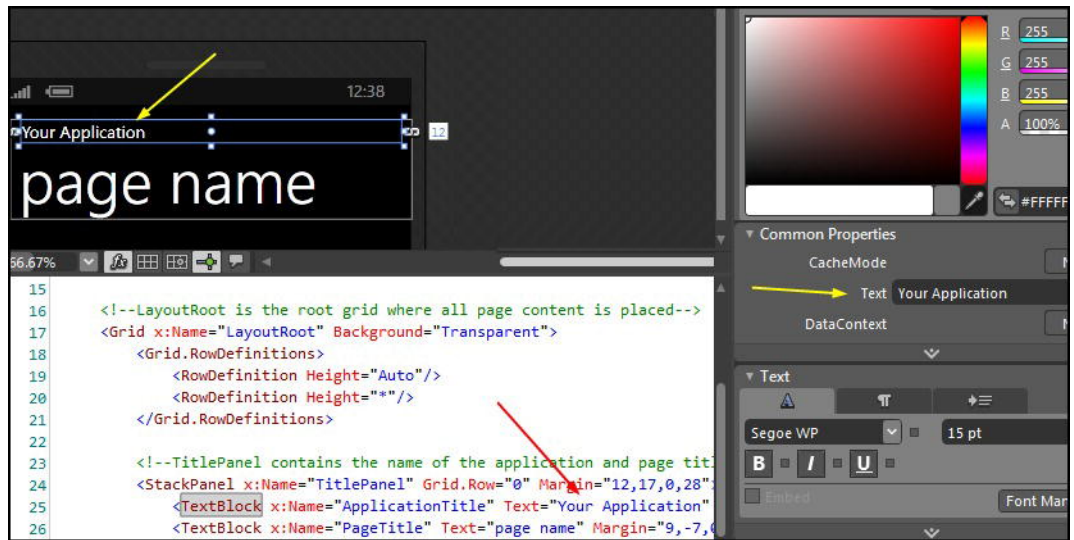 12:38
Your Application
12
page name
66.67%
15
16 <!--LayoutRoot is the root grid where all page content is placed-->
17 <Grid x:Name="LayoutRoot" Background="Transparent">
18 <Grid.RowDefinitions>
19 <RowDefinition Height="Auto"/>
20 <RowDefinition Height="*"/>
21 </Grid.RowDefinitions>
22
23 <!--TitlePanel contains the name of the application and page titl
24 <StackPanel x:Name="TitlePanel" Grid.Row="0" Margin="12,17,0,28">
25 <TextBlock x:Name="ApplicationTitle" Text="Your Application"
26 <TextBlock x:Name="PageTitle" Text="page name" Margin="9,-7,0
R 255
G 255
B 255
A 100%
#FFFFF
Common Properties
CacheMode N
Text Your Application
DataContext N
Text
Segoe WP 15 pt
B I U
Embed Font Mar